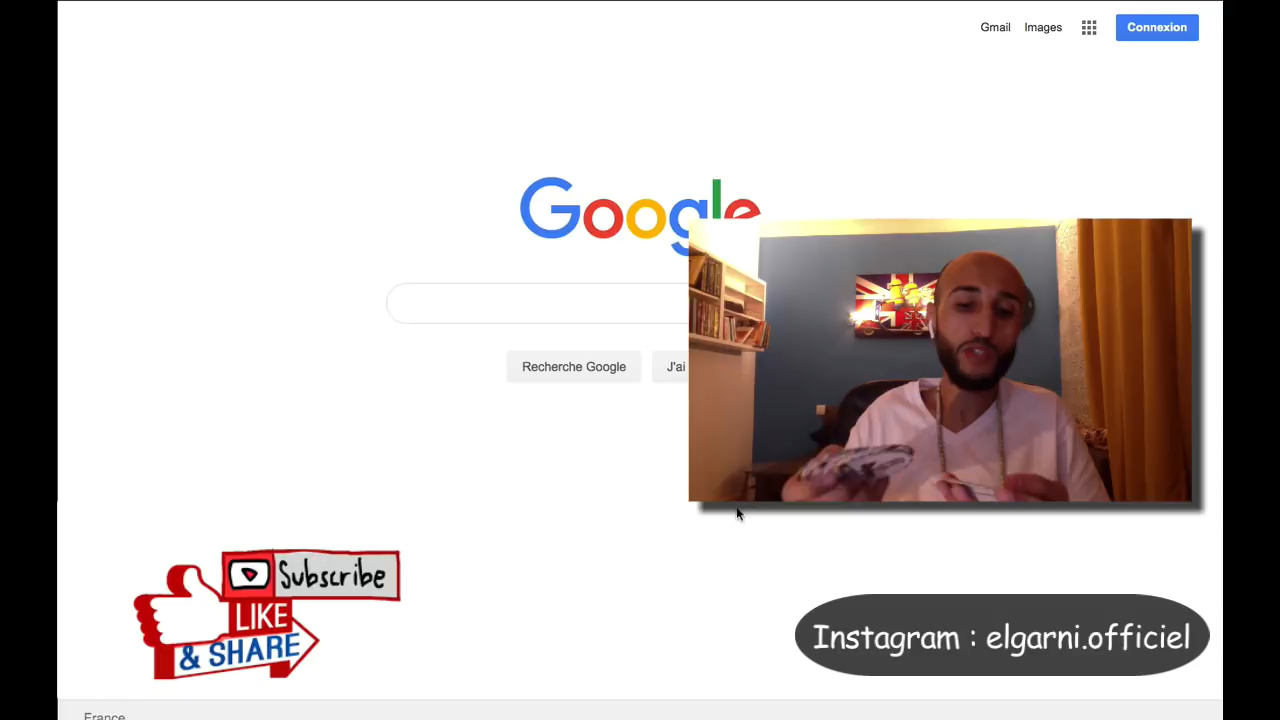 Gmail Images Connexion
Google
Recherche Google J'ai
Subscribe
LIKE
& SHARE
Instagram : elgarni.officiel
France